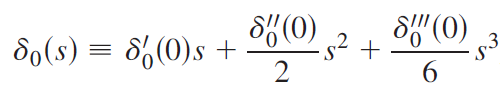 δ₀(s) ≡ δ₀′(0)s + δ₀″(0)/2 s² + δ₀‴(0)/6 s³